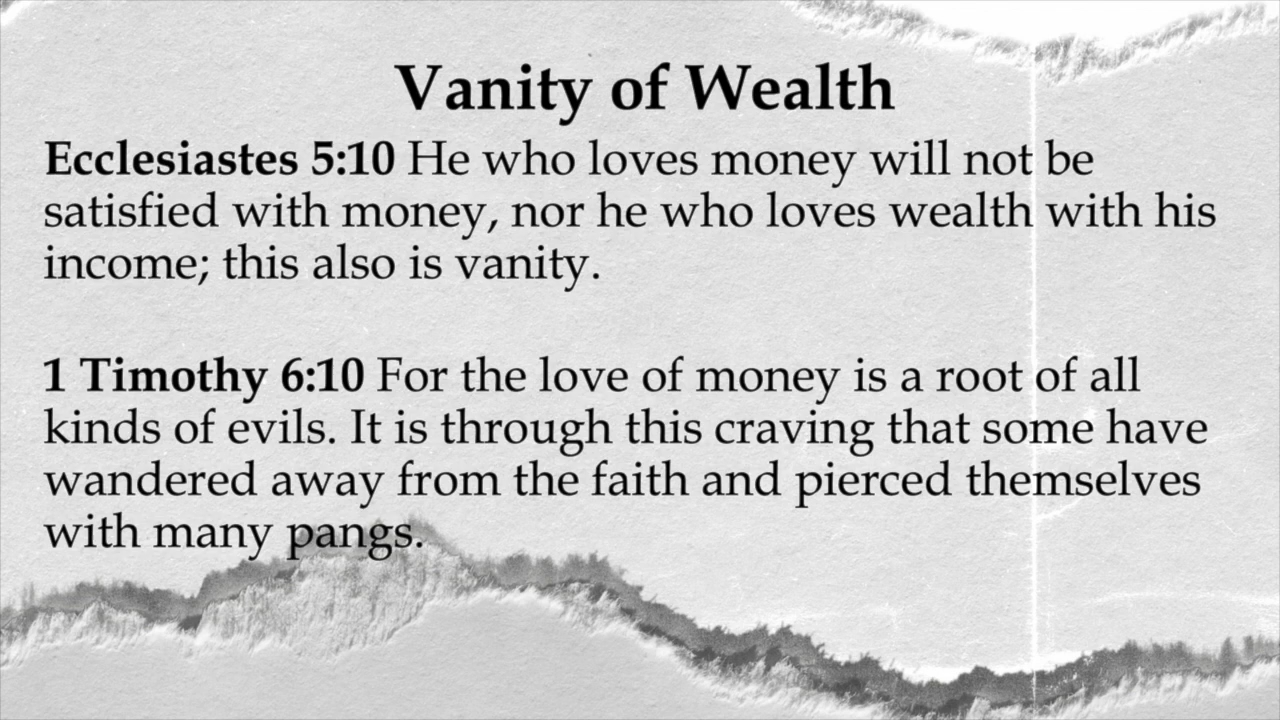 Vanity of Wealth
Ecclesiastes 5:10 He who loves money will not be
satisfied with money, nor he who loves wealth with his
income; this also is vanity.
1 Timothy 6:10 For the love of money is a root of all
kinds of evils. It is through this craving that some have
wandered away from the faith and pierced themselves
with many pangs.